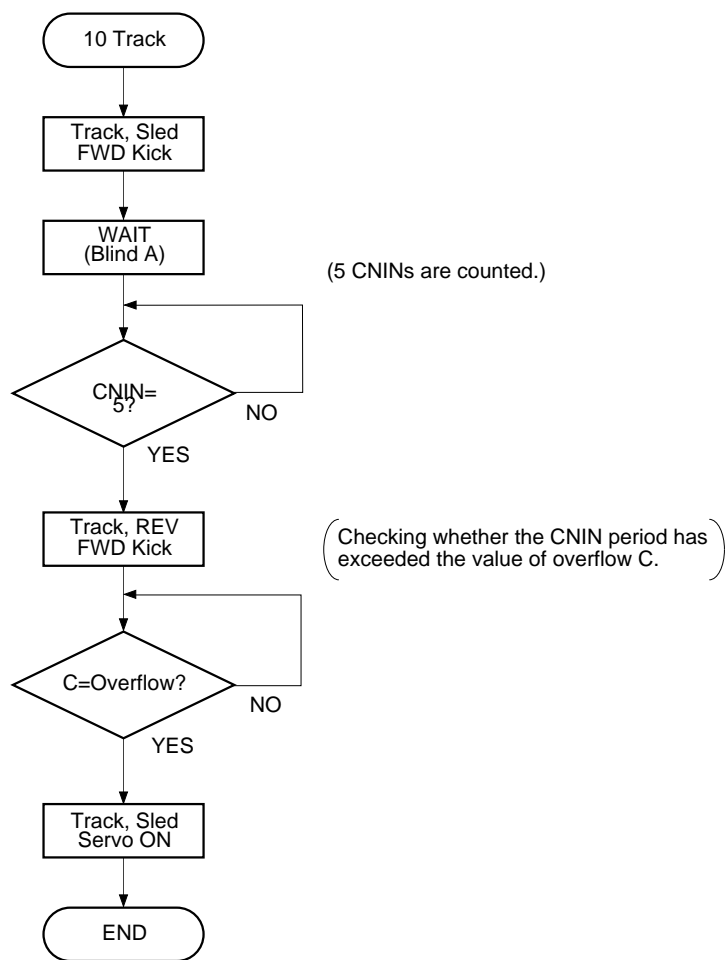 10 Track
Track, Sled
FWD Kick
WAIT
(Blind A)
(5 CNINs are counted.)
CNIN=
5?
NO
YES
Track, REV
FWD Kick
Checking whether the CNIN period has
exceeded the value of overflow C.
C=Overflow?
NO
YES
Track, Sled
Servo ON
END